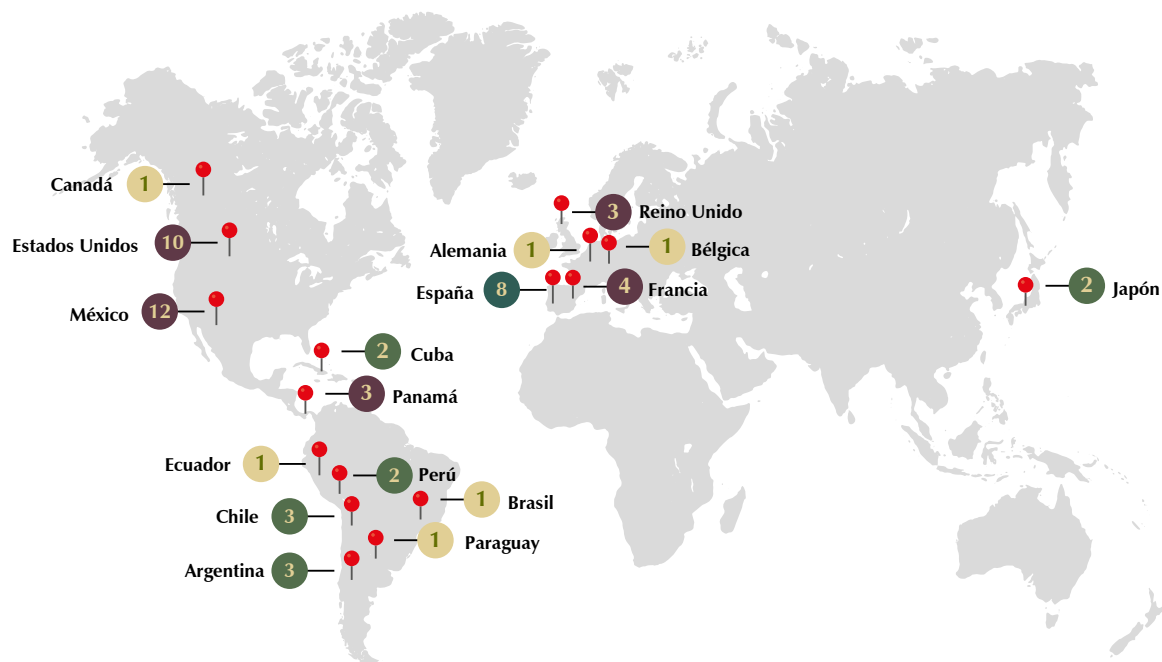 Canadá 1
Estados Unidos 10
México 12
Reino Unido 3
Alemania 1
Bélgica 1
España 8
Francia 4
Japón 2
Cuba 2
Panamá 3
Ecuador 1
Perú 2
Brasil 1
Chile 3
Paraguay 1
Argentina 3